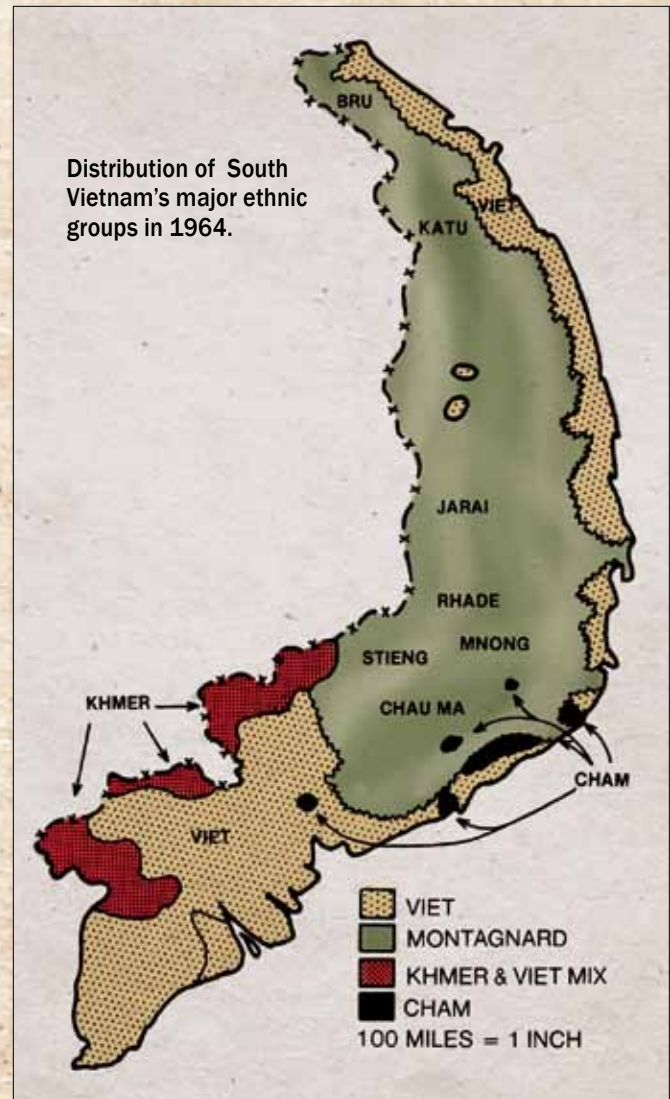 Distribution of South
Vietnam's major ethnic
groups in 1964.
BRU
VIET
KATU
JARAI
RHADE
MNONG
STIENG
KHMER
CHAU MA
CHAM
VIET
VIET
MONTAGNARD
KHMER & VIET MIX
CHAM
100 MILES = 1 INCH